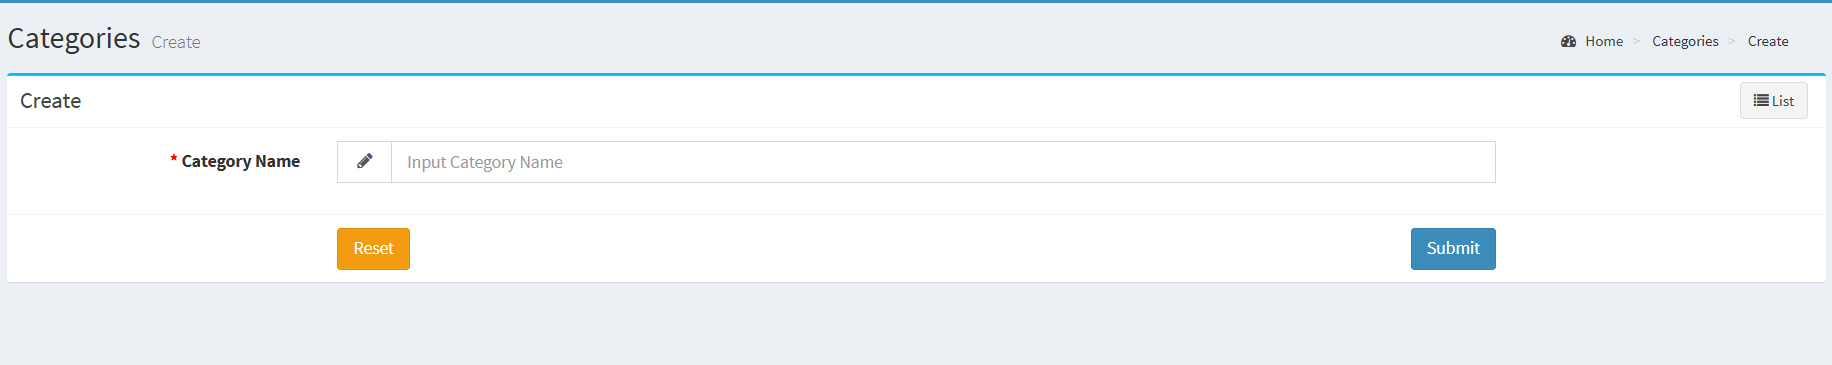 Categories Create
Home > Categories > Create
Create
List
* Category Name
Input Category Name
Reset
Submit